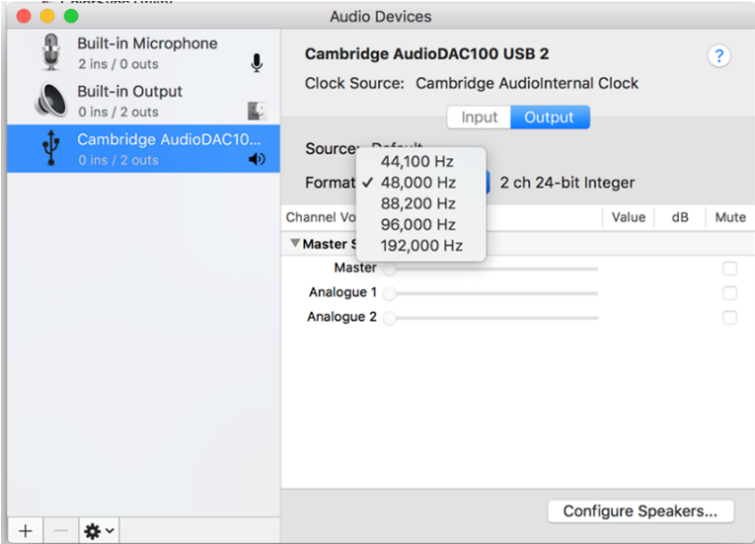 Audio Devices
Built-in Microphone
2 ins / 0 outs
Built-in Output
0 ins / 2 outs
Cambridge AudioDAC10...
0 ins / 2 outs
Cambridge AudioDAC100 USB 2
?
Clock Source: Cambridge AudioInternal Clock
Input Output
Source: Default
44,100 Hz
Format ✓ 48,000 Hz 2 ch 24-bit Integer
88,200 Hz
96,000 Hz
192,000 Hz
Channel Vo Value dB Mute
Master S
Master
Analogue 1
Analogue 2
Configure Speakers...